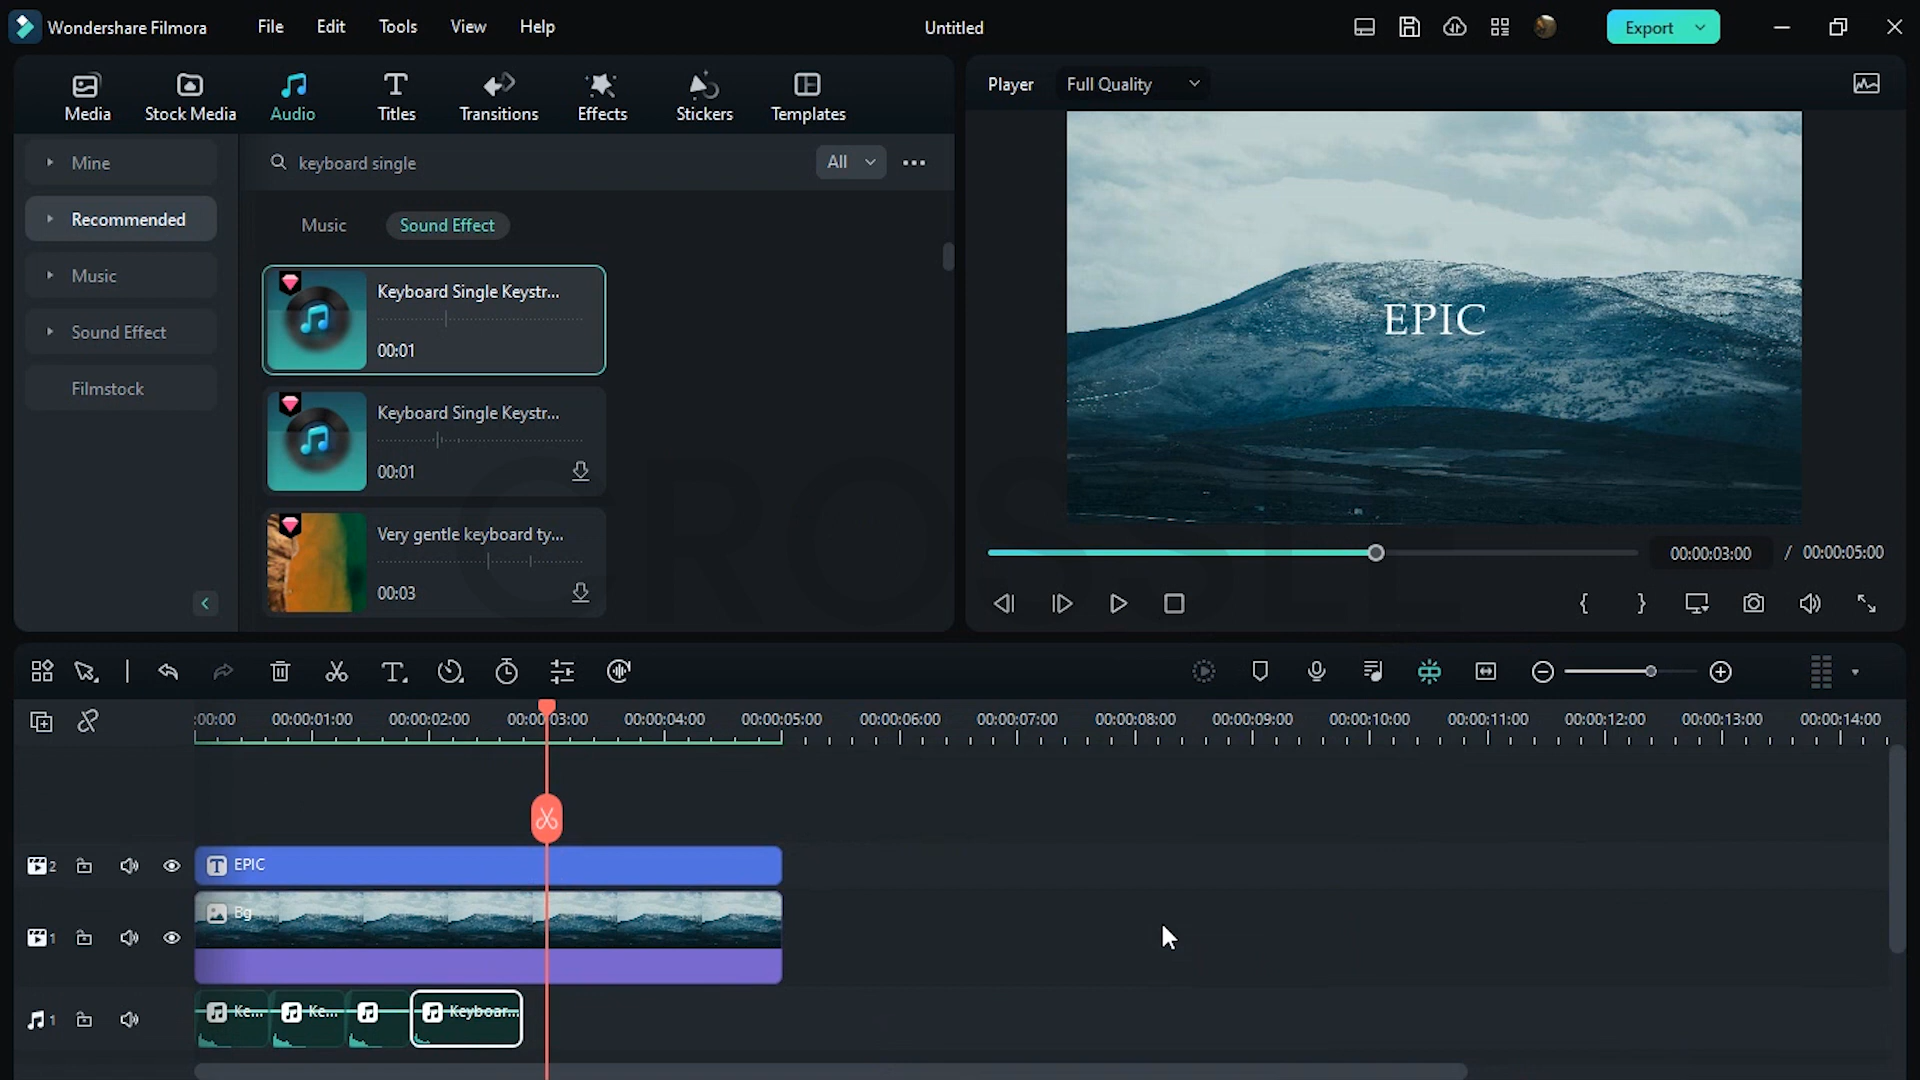 Wondershare Filmora
File
Edit
Tools
View
Help
Untitled
Export
Media
Stock Media
Audio
Titles
Transitions
Effects
Stickers
Templates
Player
Full Quality
Mine
Recommended
Music
Sound Effect
Filmstock
keyboard single
All
Music
Sound Effect
Keyboard Single Keystr...
00:01
Keyboard Single Keystr...
00:01
Very gentle keyboard ty...
00:03
EPIC
00:00:03:00 / 00:00:05:00
:00:00 00:00:01:00 00:00:02:00 00:00:03:00 00:00:04:00 00:00:05:00 00:00:06:00 00:00:07:00 00:00:08:00 00:00:09:00 00:00:10:00 00:00:11:00 00:00:12:00 00:00:13:00 00:00:14:00
2
EPIC
1
Bg
1
Ke...
Ke...
Keyboar...